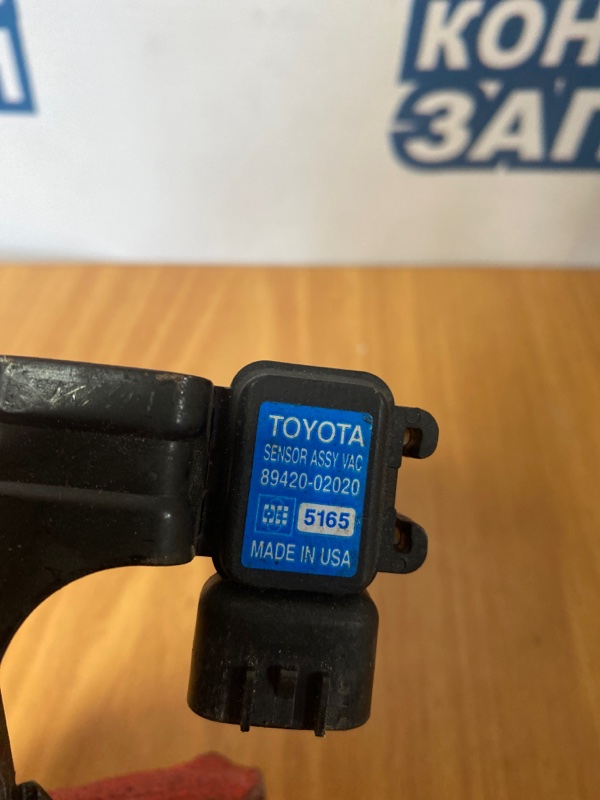 КОН
ЗАП
TOYOTA
SENSOR ASSY VAC
89420-02020
5165
MADE IN USA